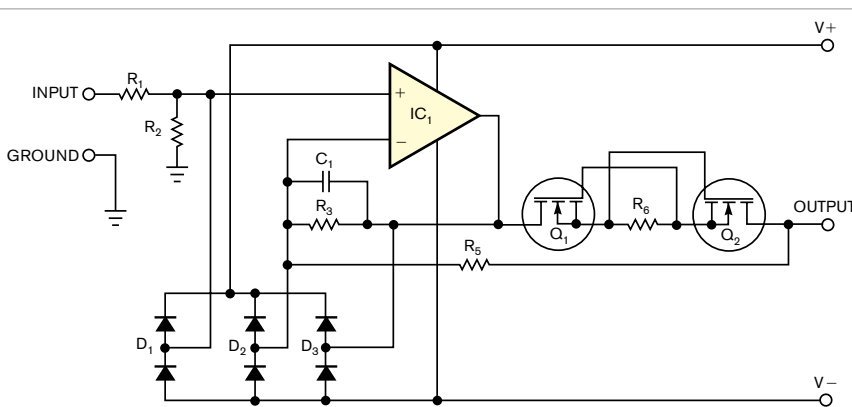 V+
R1
INPUT
+
IC1
R2
−
GROUND
C1
R3
R6
OUTPUT
Q1
Q2
R5
D1
D2
D3
V−